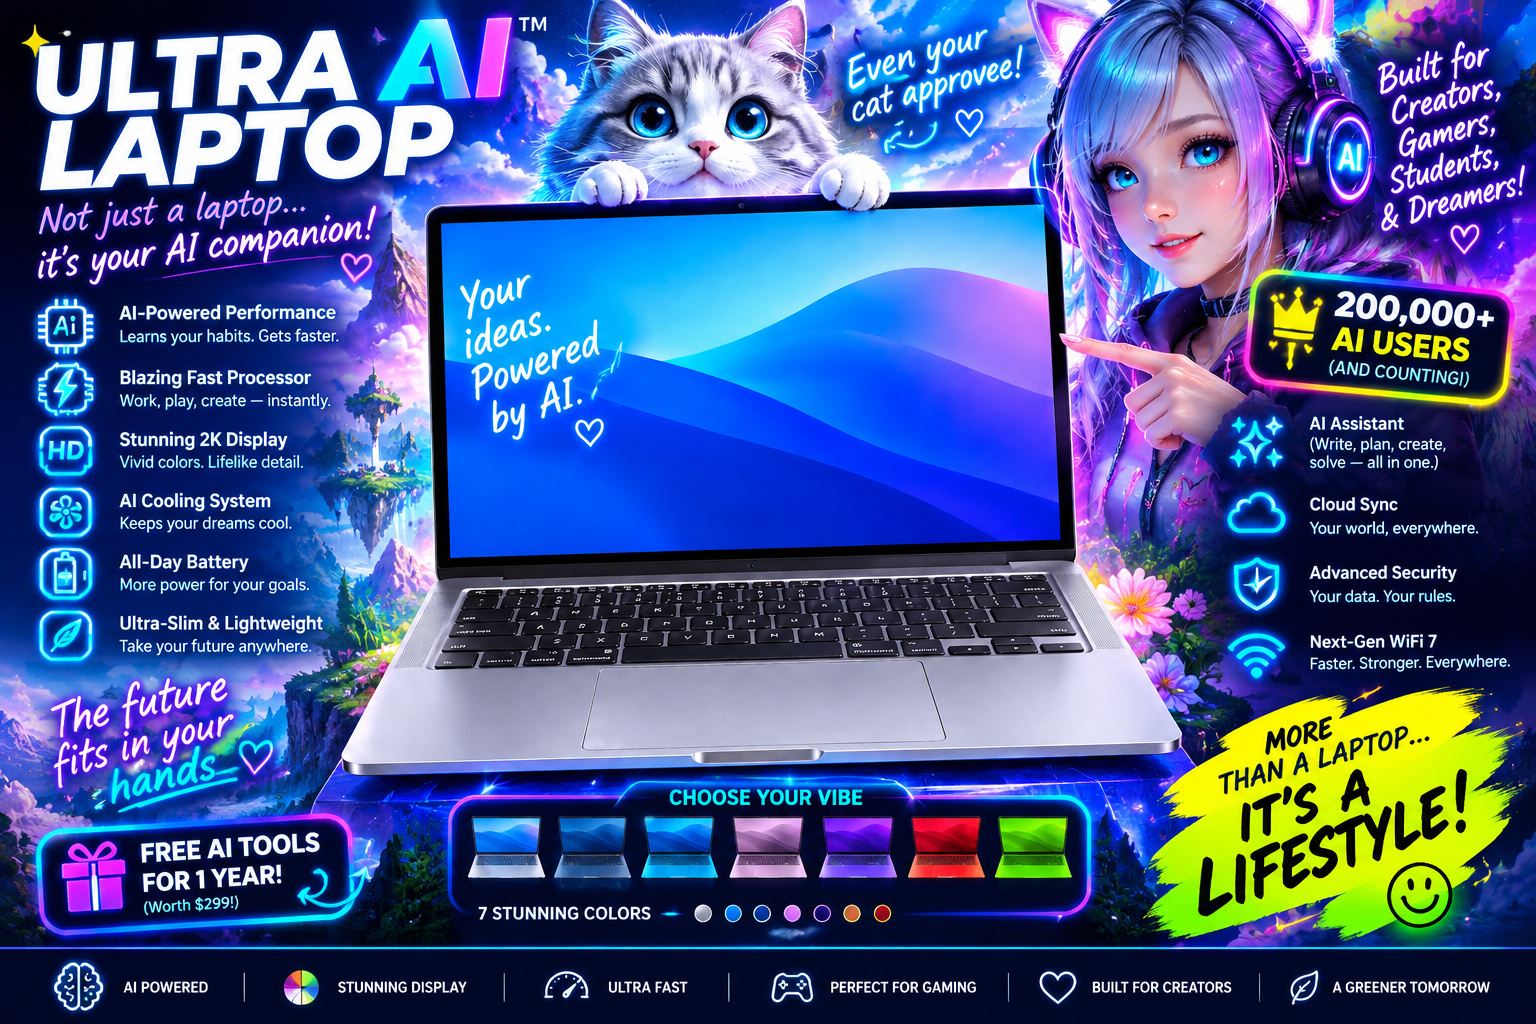 ULTRA AI™
LAPTOP
Not just a laptop...
it's your AI companion!
Ai
AI-Powered Performance
Learns your habits. Gets faster.
Blazing Fast Processor
Work, play, create — instantly.
HD
Stunning 2K Display
Vivid colors. Lifelike detail.
AI Cooling System
Keeps your dreams cool.
All-Day Battery
More power for your goals.
Ultra-Slim & Lightweight
Take your future anywhere.
The future
fits in your
hands
FREE AI TOOLS
FOR 1 YEAR!
(Worth $299!)
Even your
cat approvee!
Your
ideas.
Powered
by AI.
AI
Built for
Creators,
Gamers,
Students,
& Dreamers!
200,000+
AI USERS
(AND COUNTING!)
AI Assistant
(Write, plan, create,
solve — all in one.)
Cloud Sync
Your world, everywhere.
Advanced Security
Your data. Your rules.
Next-Gen WiFi 7
Faster. Stronger. Everywhere.
MORE
THAN A LAPTOP...
IT'S A
LIFESTYLE!
CHOOSE YOUR VIBE
7 STUNNING COLORS
AI POWERED
STUNNING DISPLAY
ULTRA FAST
PERFECT FOR GAMING
BUILT FOR CREATORS
A GREENER TOMORROW